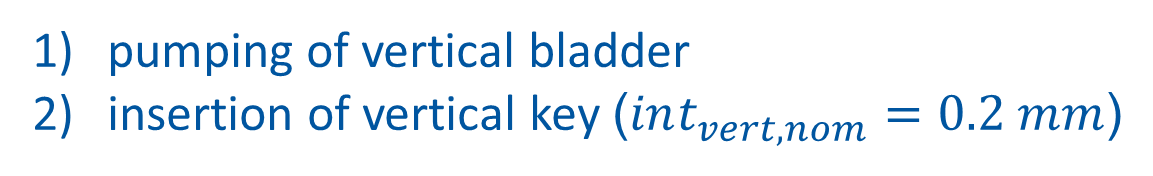 1) pumping of vertical bladder
2) insertion of vertical key (int_{vert,nom} = 0.2 mm)